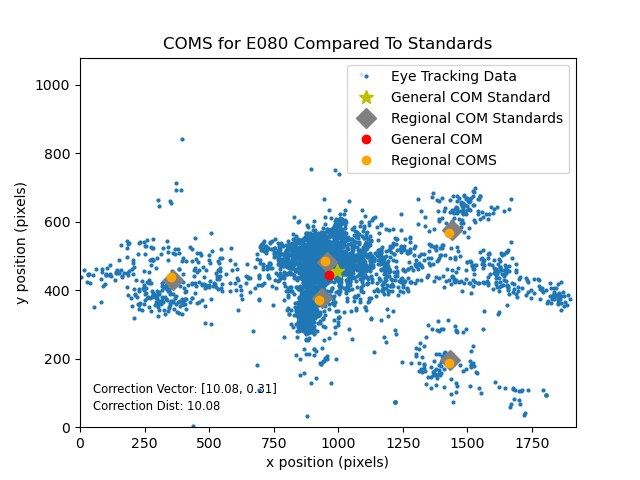 COMS for E080 Compared To Standards
Eye Tracking Data
General COM Standard
Regional COM Standards
General COM
Regional COMS
y position (pixels)
1000
800
600
400
200
0
Correction Vector: [10.08, 0.31]
Correction Dist: 10.08
0 250 500 750 1000 1250 1500 1750
x position (pixels)